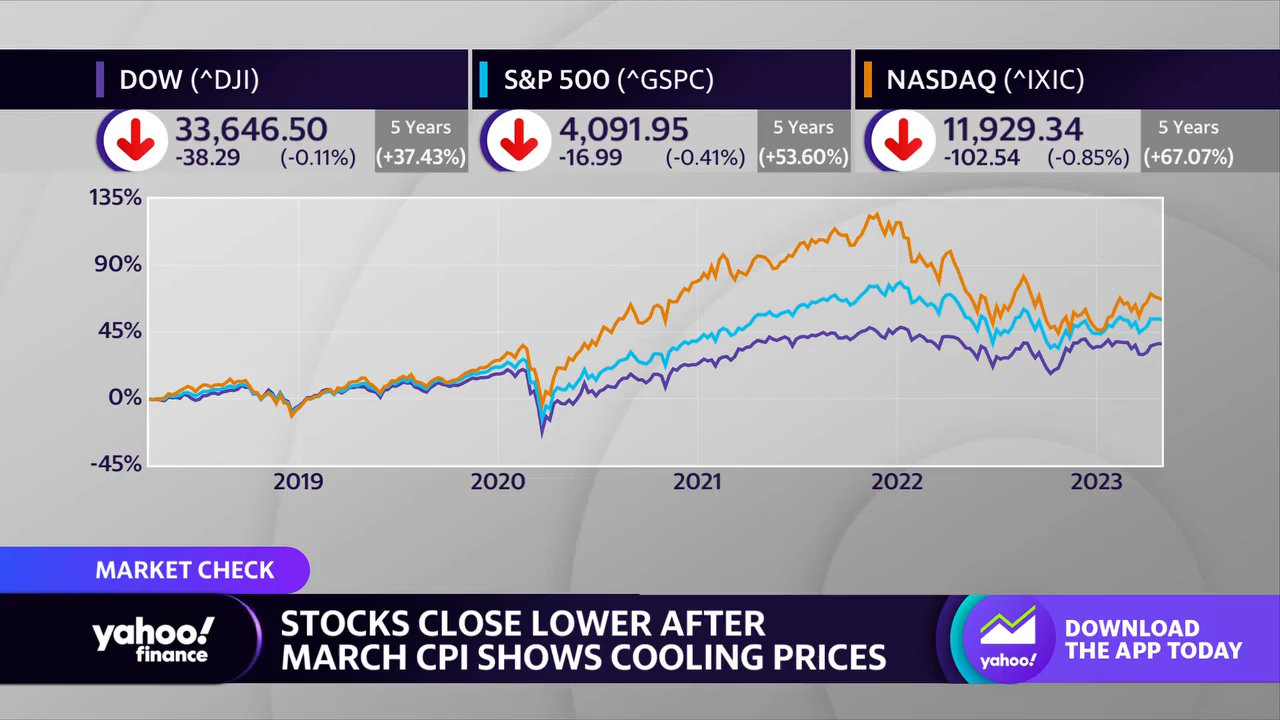 DOW (^DJI)
33,646.50
-38.29 (-0.11%)
5 Years
(+37.43%)
S&P 500 (^GSPC)
4,091.95
-16.99 (-0.41%)
5 Years
(+53.60%)
NASDAQ (^IXIC)
11,929.34
-102.54 (-0.85%)
5 Years
(+67.07%)
135%
90%
45%
0%
-45%
2019 2020 2021 2022 2023
MARKET CHECK
yahoo!
finance
STOCKS CLOSE LOWER AFTER
MARCH CPI SHOWS COOLING PRICES
yahoo!
DOWNLOAD
THE APP TODAY